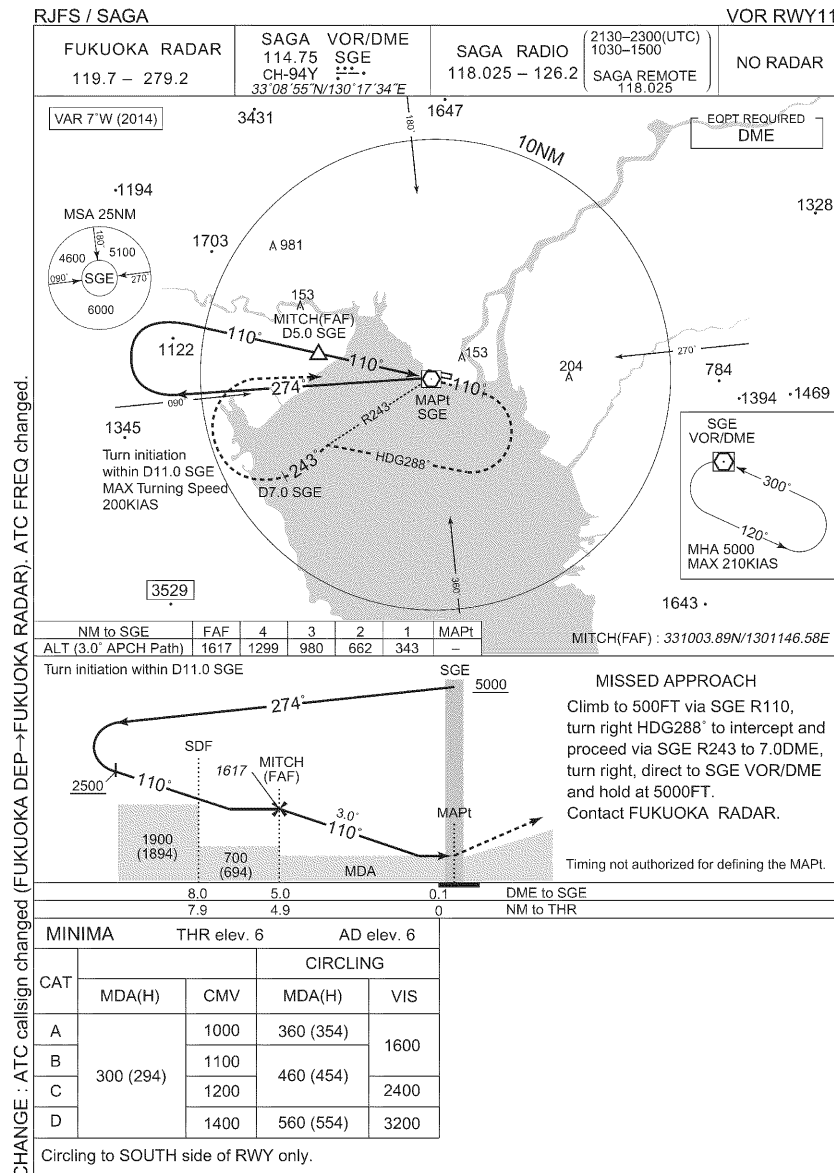 RJFS / SAGA
VOR RWY11
FUKUOKA RADAR
119.7 – 279.2
SAGA VOR/DME
114.75 SGE
CH-94Y
33°08'55"N/130°17'34"E
SAGA RADIO
118.025 – 126.2
2130–2300(UTC)
1030–1500
SAGA REMOTE
118.025
NO RADAR
VAR 7°W (2014)
3431
1647
180°
EQPT REQUIRED
DME
10NM
1194
1328
MSA 25NM
180°
4600
5100
090°
SGE
270°
6000
1703
981
153
MITCH(FAF)
D5.0 SGE
110°
1122
110°
153
204
270°
274°
110°
784
090°
MAPt
SGE
R243
1394
1469
1345
Turn initiation
within D11.0 SGE
MAX Turning Speed
200KIAS
243°
HDG288°
D7.0 SGE
SGE
VOR/DME
300°
120°
MHA 5000
MAX 210KIAS
3529
360°
1643
MITCH(FAF) : 331003.89N/1301146.58E
NM to SGE FAF 4 3 2 1 MAPt
ALT (3.0° APCH Path) 1617 1299 980 662 343 –
Turn initiation within D11.0 SGE
SGE
5000
274°
SDF
MITCH
(FAF)
1617
2500
110°
3.0°
110°
MAPt
1900
(1894)
700
(694)
MDA
MISSED APPROACH
Climb to 500FT via SGE R110,
turn right HDG288° to intercept and
proceed via SGE R243 to 7.0DME,
turn right, direct to SGE VOR/DME
and hold at 5000FT.
Contact FUKUOKA RADAR.
Timing not authorized for defining the MAPt.
8.0 5.0 0.1 DME to SGE
7.9 4.9 0 NM to THR
MINIMA THR elev. 6 AD elev. 6
CAT
CIRCLING
MDA(H) CMV MDA(H) VIS
A 300 (294) 1000 360 (354) 1600
B 1100 460 (454)
C 1200 2400
D 1400 560 (554) 3200
Circling to SOUTH side of RWY only.
CHANGE : ATC callsign changed (FUKUOKA DEP→FUKUOKA RADAR). ATC FREQ changed.